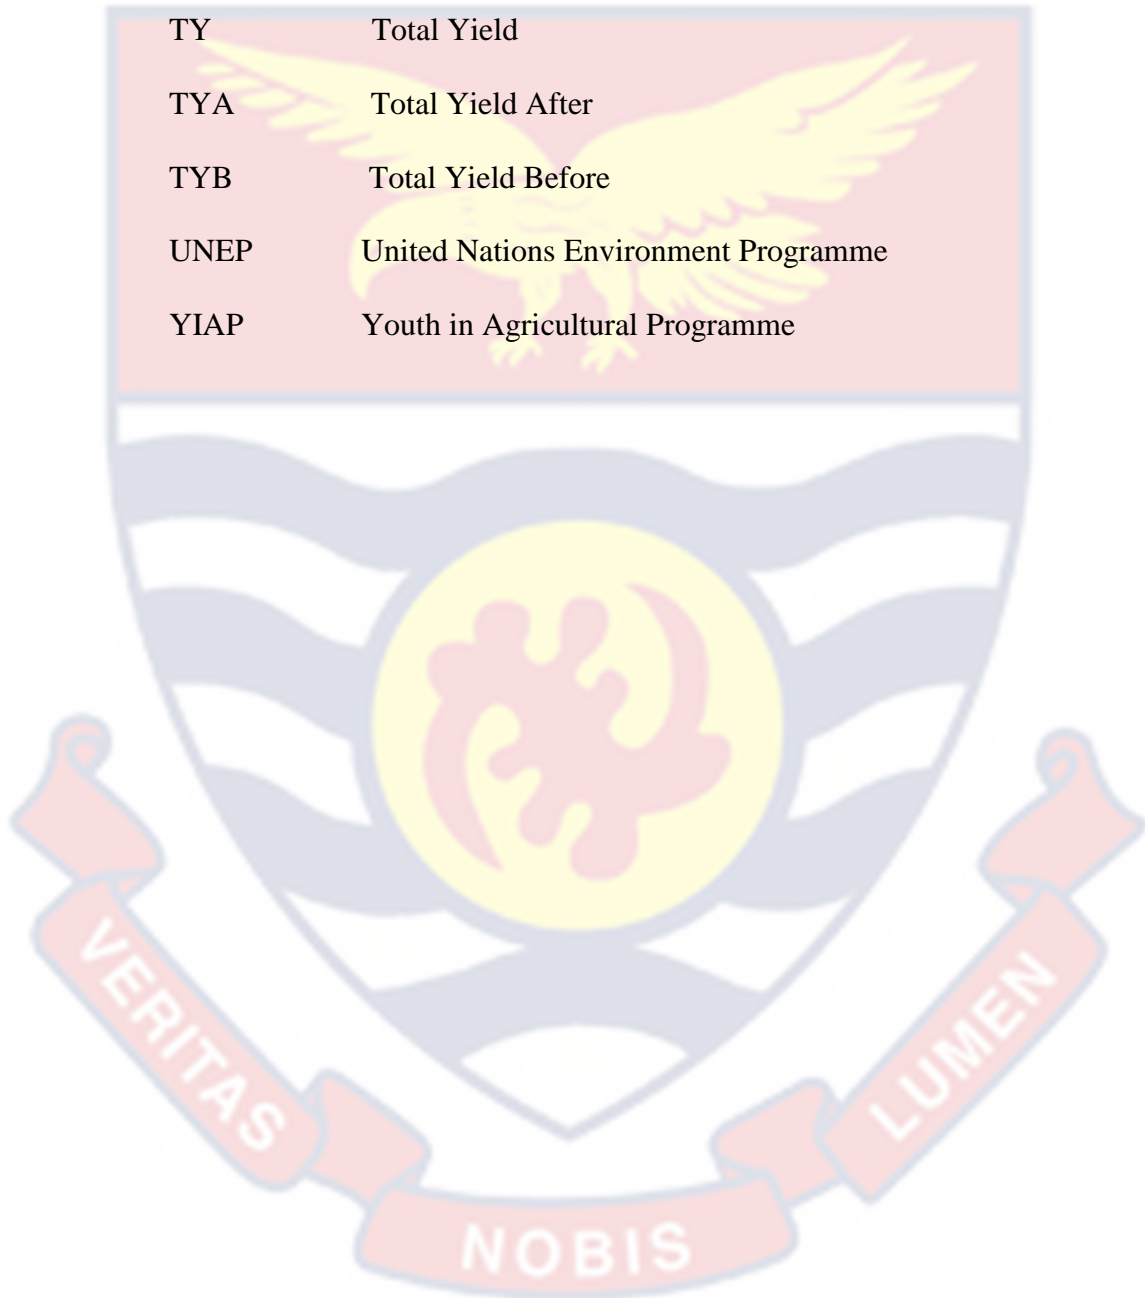 TY Total Yield
TYA Total Yield After
TYB Total Yield Before
UNEP United Nations Environment Programme
YIAP Youth in Agricultural Programme
VERITAS
NOBIS
LUMEN